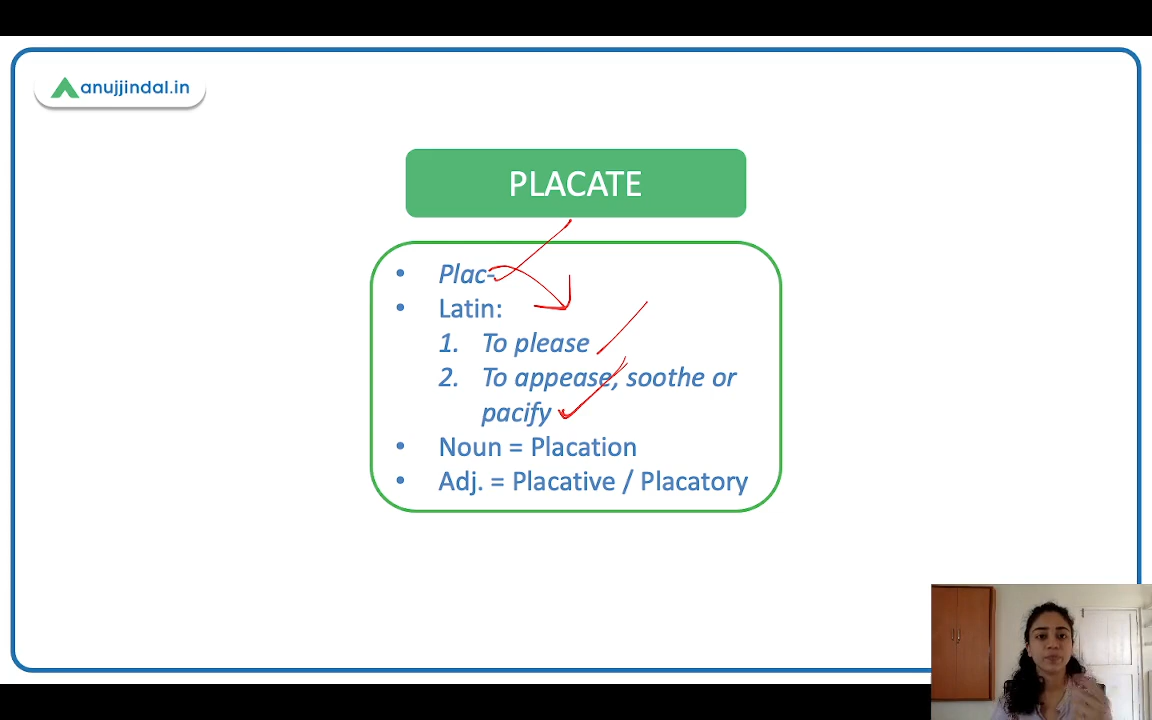 anujjindal.in
PLACATE
• Plac-
• Latin:
1. To please
2. To appease, soothe or
pacify
• Noun = Placation
• Adj. = Placative / Placatory